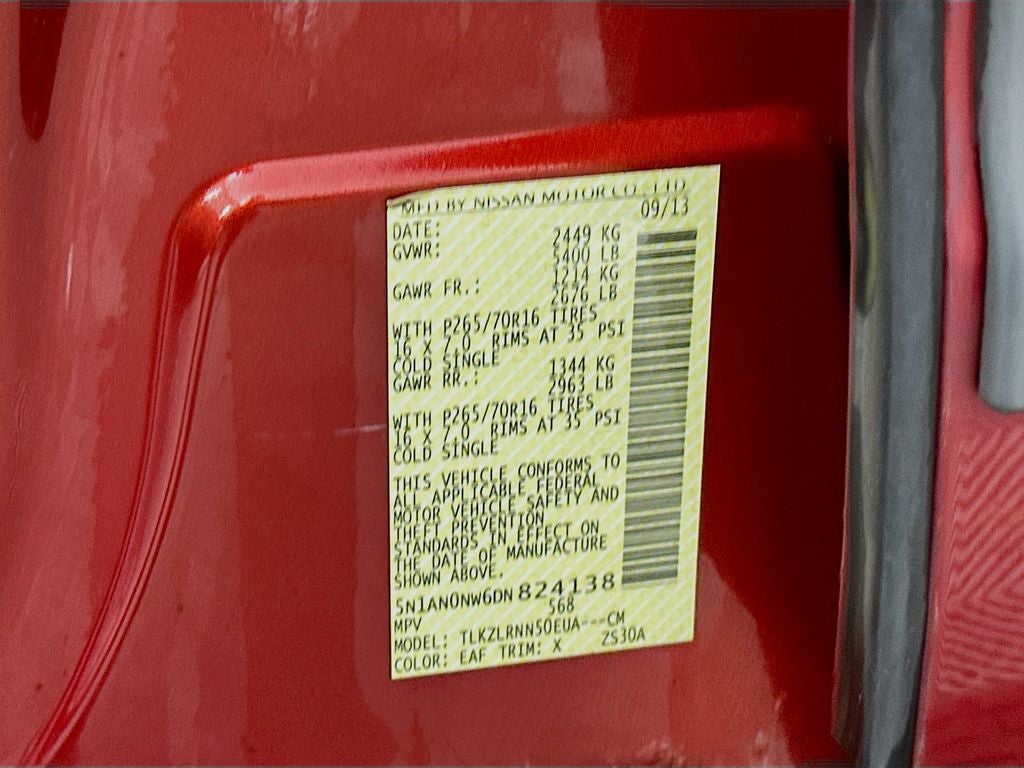 MFD BY NISSAN MOTOR CO., LTD
DATE: 09/13
GVWR: 2449 KG
5400 LB
GAWR FR.: 1214 KG
2676 LB
WITH P265/70R16 TIRES
16 X 7.0 RIMS AT 35 PSI
COLD SINGLE
GAWR RR.: 1344 KG
2963 LB
WITH P265/70R16 TIRES
16 X 7.0 RIMS AT 35 PSI
COLD SINGLE
THIS VEHICLE CONFORMS TO
ALL APPLICABLE FEDERAL
MOTOR VEHICLE SAFETY AND
THEFT PREVENTION
STANDARDS IN EFFECT ON
THE DATE OF MANUFACTURE
SHOWN ABOVE.
5N1AN0NW6DN824138
MPV 568
MODEL: TLKZLRNN50EUA---CM
COLOR: EAF TRIM: X ZS30A